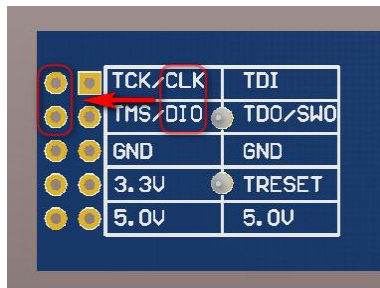 TCK/CLK TDI
TMS/DIO TDO/SWO
GND GND
3.3V TRESET
5.0V 5.0V